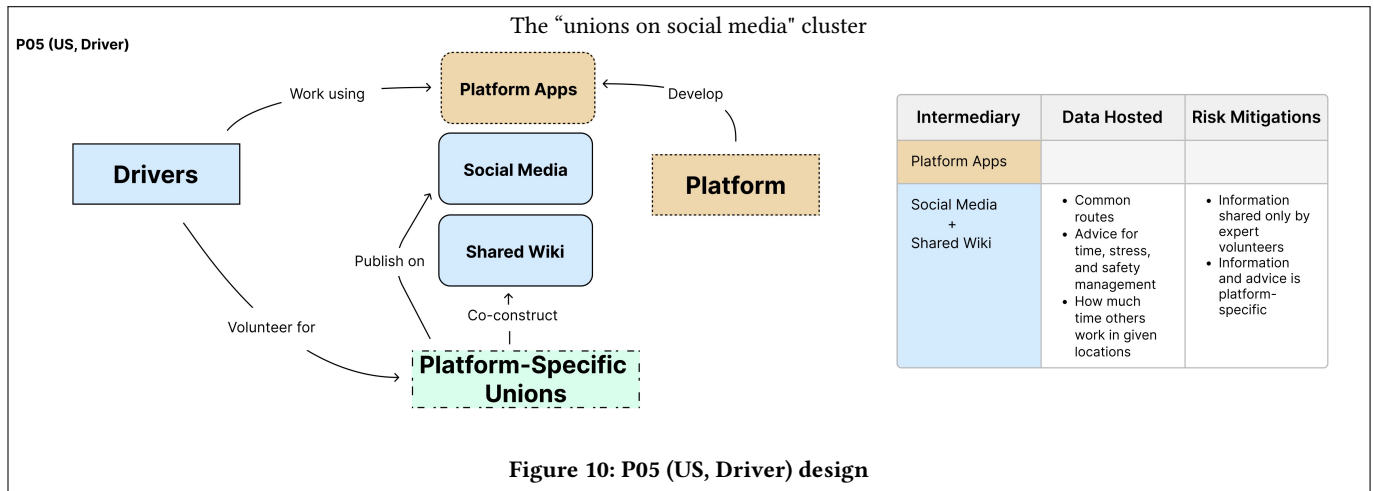 The “unions on social media" cluster
P05 (US, Driver)
Platform Apps
Work using
Develop
Drivers
Social Media
Platform
Shared Wiki
Publish on
Co-construct
Volunteer for
Platform-Specific
Unions
Intermediary
Data Hosted
Risk Mitigations
Platform Apps
Social Media
+
Shared Wiki
• Common
routes
• Advice for
time, stress,
and safety
management
• How much
time others
work in given
locations
• Information
shared only by
expert
volunteers
• Information
and advice is
platform-
specific
Figure 10: P05 (US, Driver) design